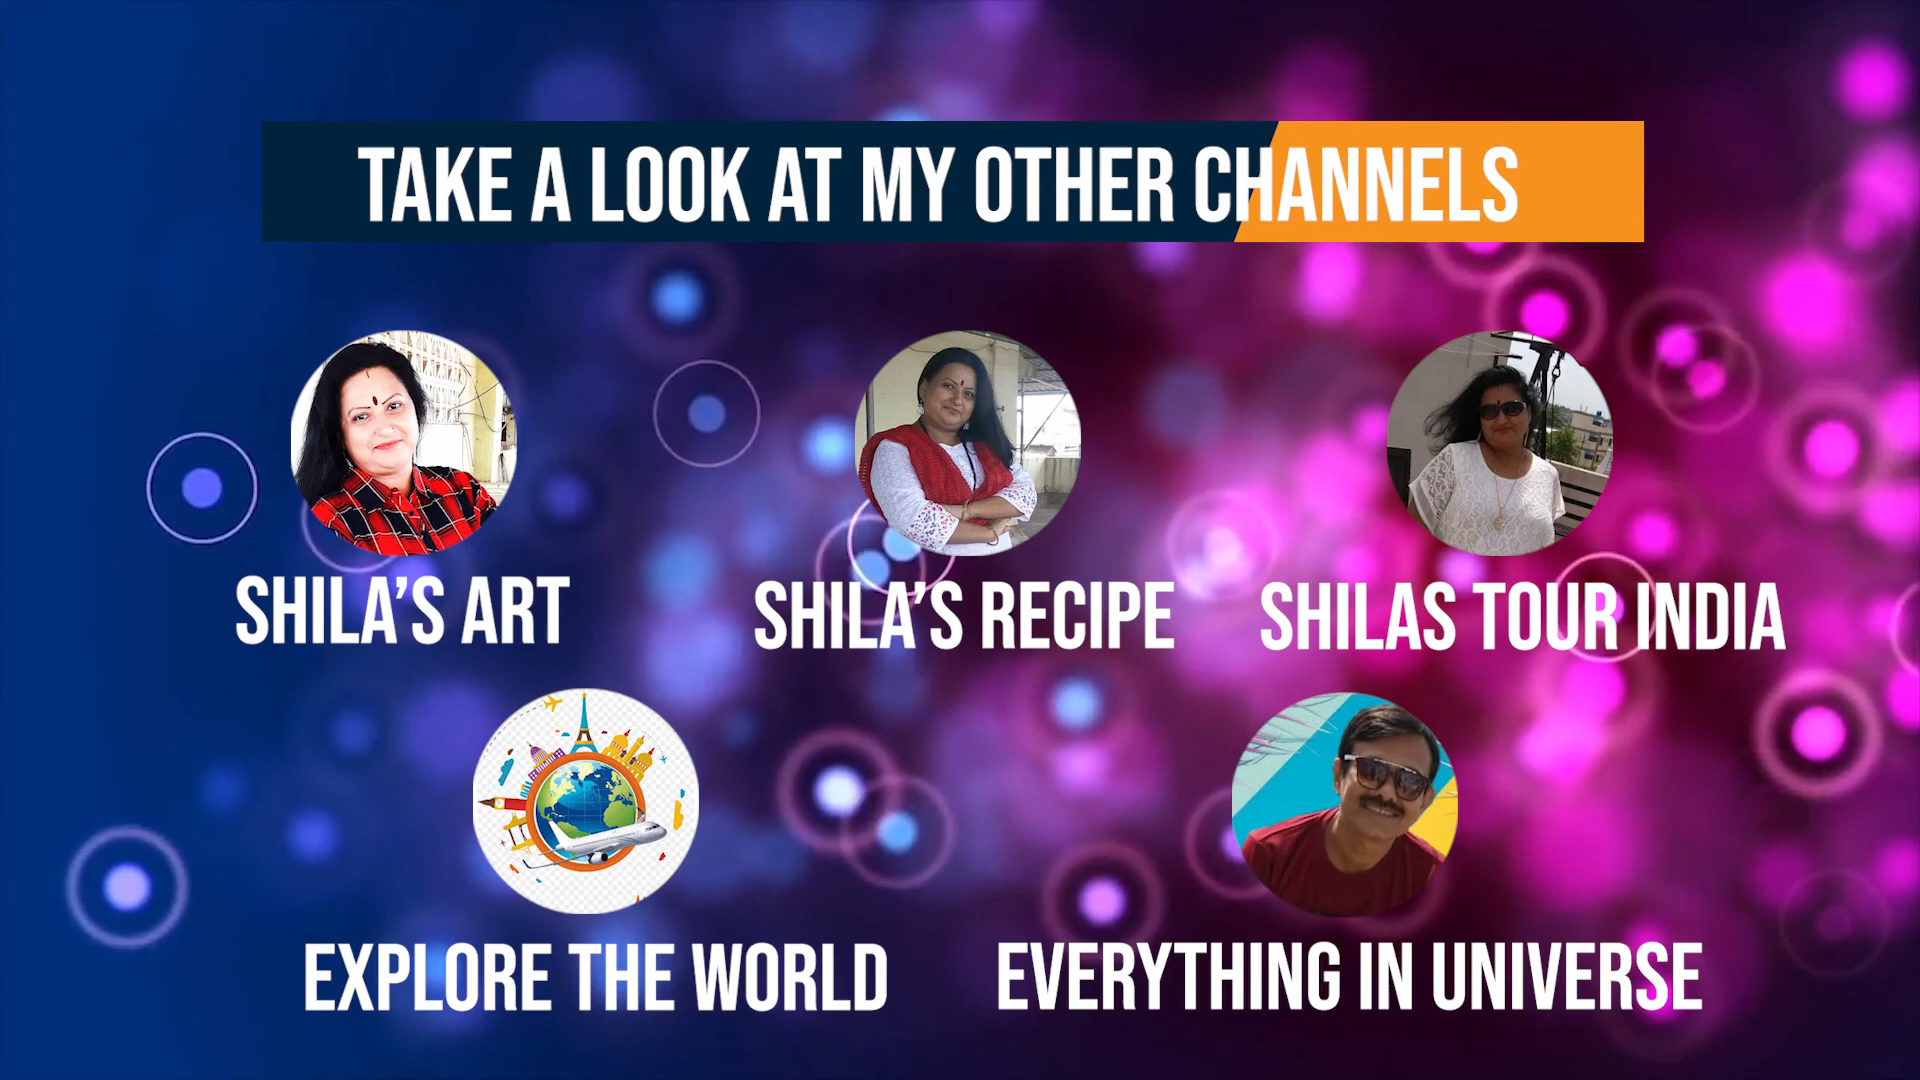 TAKE A LOOK AT MY OTHER CHANNELS
SHILA'S ART
SHILA'S RECIPE
SHILAS TOUR INDIA
EXPLORE THE WORLD
EVERYTHING IN UNIVERSE